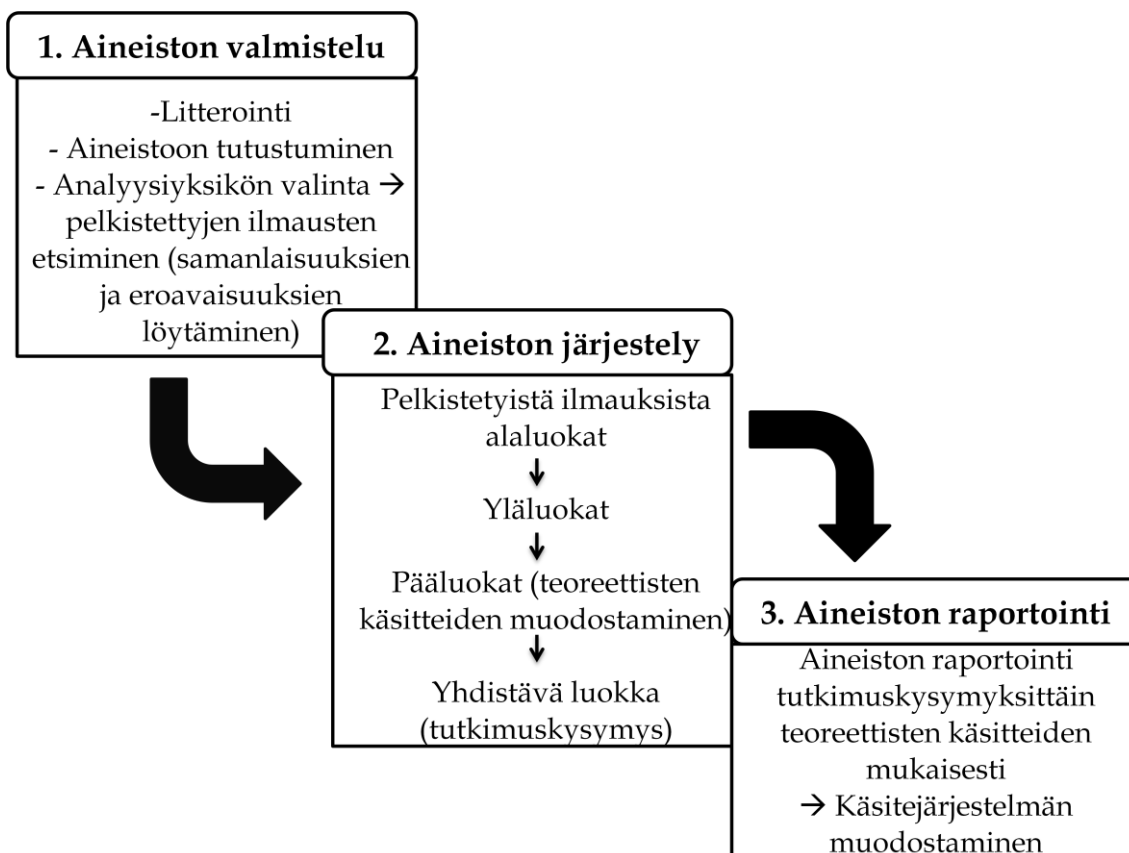 1. Aineiston valmistelu
-Litterointi
- Aineistoon tutustuminen
- Analyysiyksikön valinta →
pelkistettyjen ilmausten
etsiminen (samanlaisuuksien
ja eroavaisuuksien
löytäminen)
2. Aineiston järjestely
Pelkistetyistä ilmauksista
alaluokat
Yläluokat
Pääluokat (teoreettisten
käsitteiden muodostaminen)
Yhdistävä luokka
(tutkimuskysymys)
3. Aineiston raportointi
Aineiston raportointi
tutkimuskysymyksittäin
teoreettisten käsitteiden
mukaisesti
→ Käsitejärjestelmän
muodostaminen